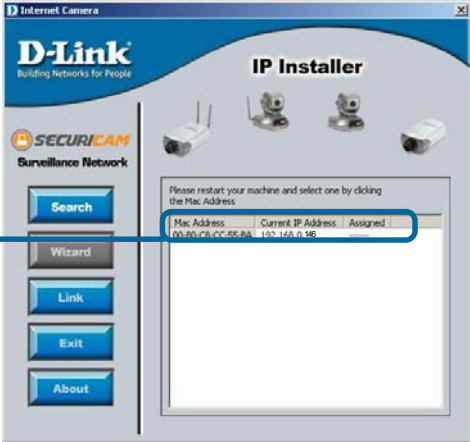 Internet Camera
D-Link
Building Networks for People
IP Installer
SECURICAM
Surveillance Network
Please restart your machine and select one by clicking
the Mac Address
Search
Mac Address Current IP Address Assigned
00-80-C8-CC-55-BA 192.168.0.146 ------
Wizard
Link
Exit
About